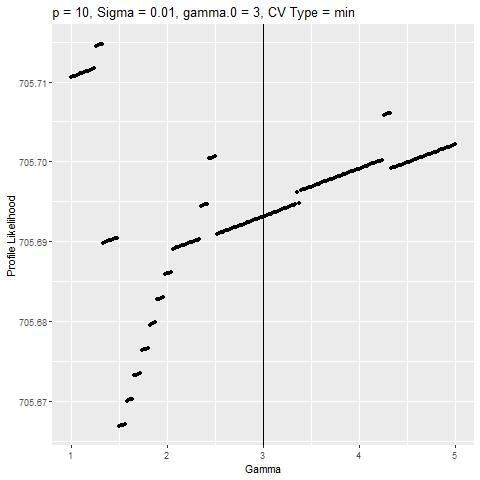 p = 10, Sigma = 0.01, gamma.0 = 3, CV Type = min
705.71
705.70
705.69
705.68
705.67
Profile Likelihood
1 2 3 4 5
Gamma